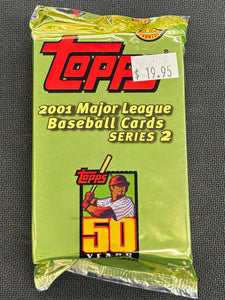 TOPPS
$ 19.95
2001 Major League
Baseball Cards
SERIES 2
TOPPS
50
YEARS